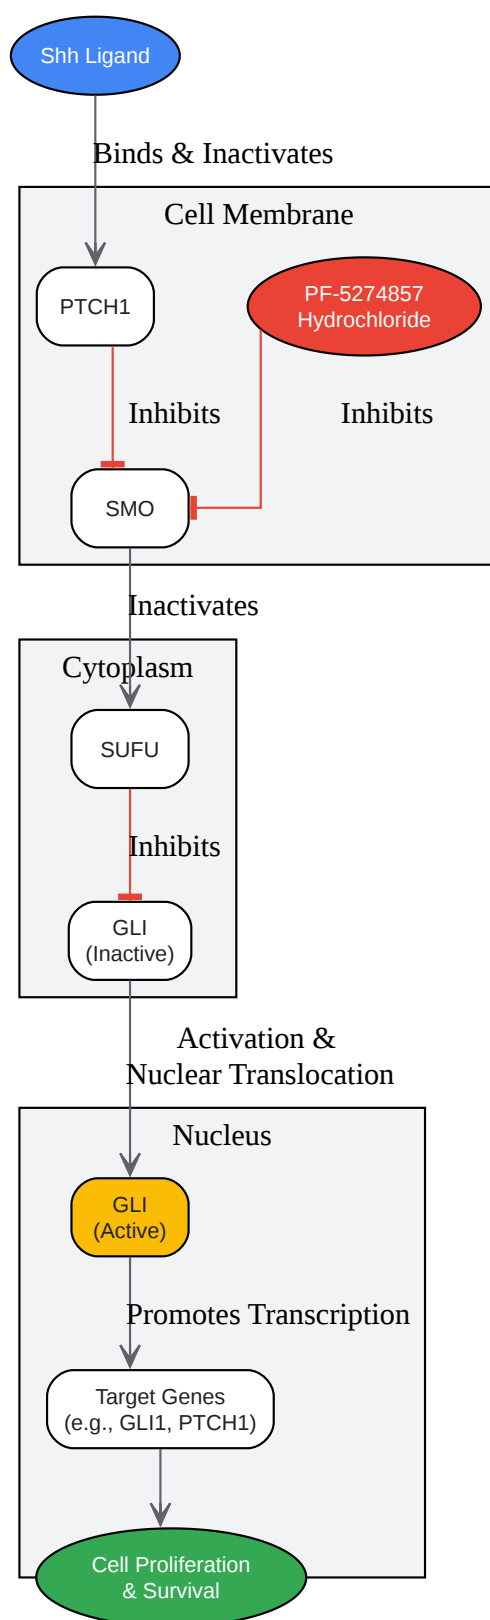 Shh Ligand
Binds & Inactivates
Cell Membrane
PTCH1
PF-5274857
Hydrochloride
Inhibits
Inhibits
SMO
Inactivates
Cytoplasm
SUFU
Inhibits
GLI
(Inactive)
Activation &
Nuclear Translocation
Nucleus
GLI
(Active)
Promotes Transcription
Target Genes
(e.g., GLI1, PTCH1)
Cell Proliferation
& Survival